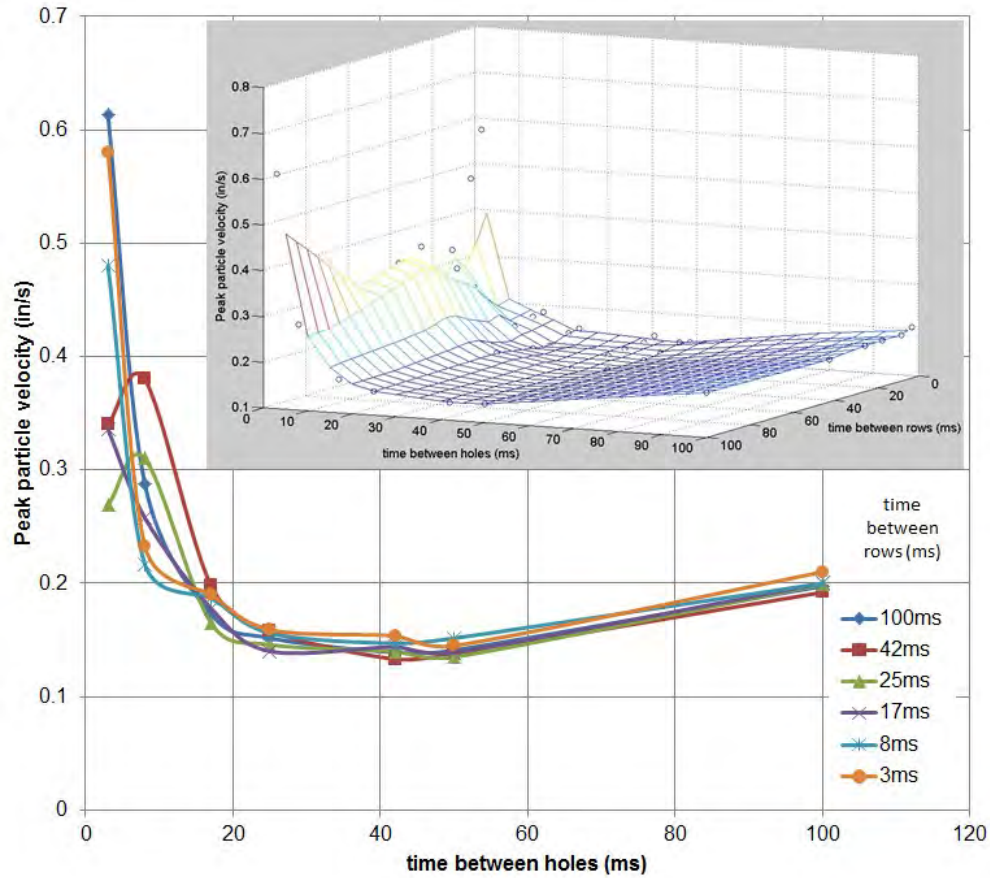 0.7
0.6
0.5
0.4
0.3
0.2
0.1
0
Peak particle velocity (in/s)
0 20 40 60 80 100 120
time between holes (ms)
0.8
0.7
0.6
0.5
0.4
0.3
0.2
0.1
Peak particle velocity (in/s)
0 10 20 30 40 50 60 70 80 90 100
time between holes (ms)
100 80 60 40 20 0
time between rows (ms)
time
between
rows (ms)
100ms
42ms
25ms
17ms
8ms
3ms